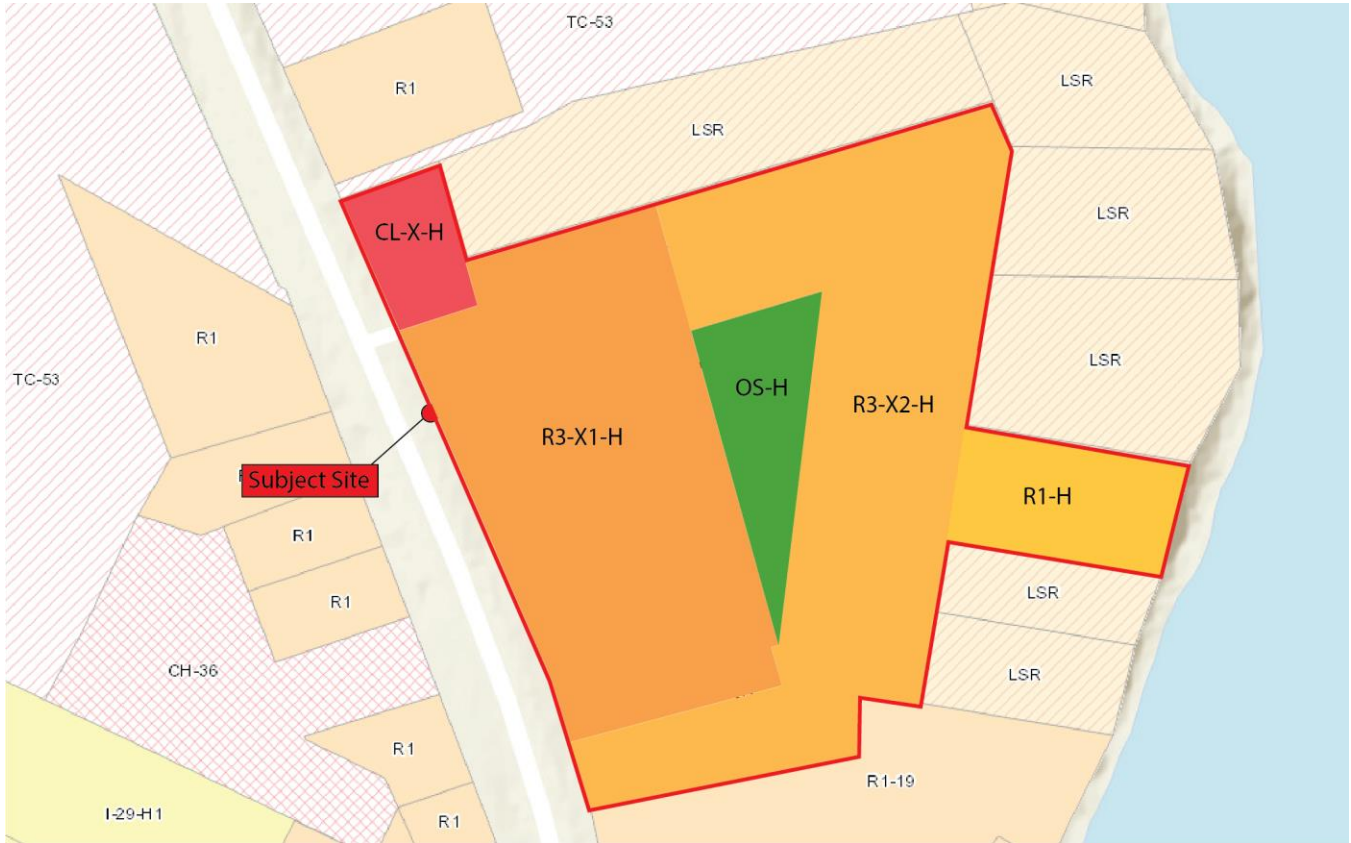 TC-53
R1
LSR
LSR
CL-X-H
LSR
R1
LSR
TC-53
OS-H
R3-X2-H
R3-X1-H
Subject Site
R1-H
R1
LSR
R1
CH-36
LSR
R1
R1-19
I-29-H1
R1